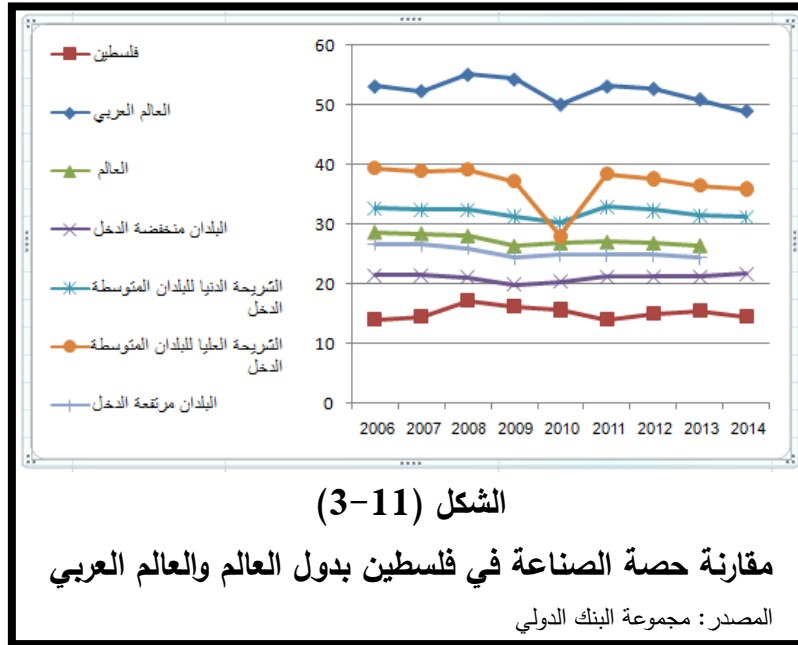 فلسطين
العالم العربي
العالم
البلدان منخفضة الدخل
الشريحة الدنيا للبلدان المتوسطة
الدخل
الشريحة العليا للبلدان المتوسطة
الدخل
البلدان مرتفعة الدخل
60
50
40
30
20
10
0
2006 2007 2008 2009 2010 2011 2012 2013 2014
الشكل (11-3)
مقارنة حصة الصناعة في فلسطين بدول العالم والعالم العربي
المصدر: مجموعة البنك الدولي